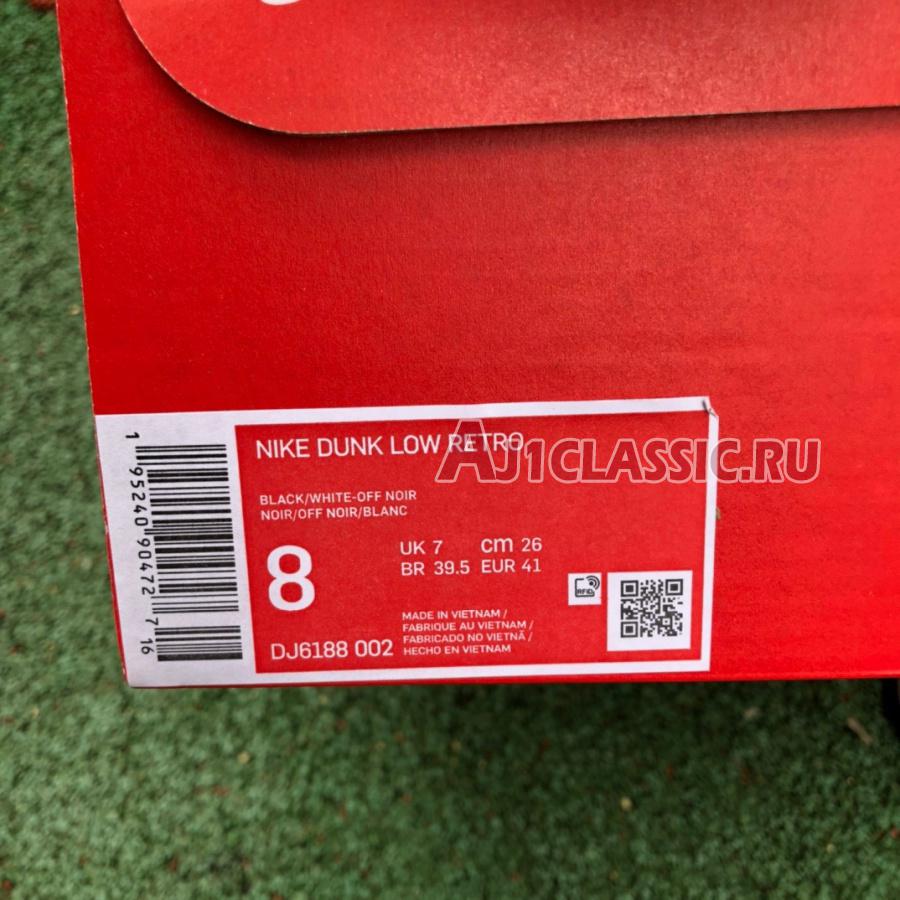 NIKE DUNK LOW RETRO
AJ1CLASSIC.RU
BLACK/WHITE-OFF NOIR
NOIR/OFF NOIR/BLANC
8
UK 7 cm 26
BR 39.5 EUR 41
RFID
DJ6188 002
MADE IN VIETNAM /
FABRIQUE AU VIETNAM /
FABRICADO NO VIETNÃ /
HECHO EN VIETNAM
1 95240 90472 7 16